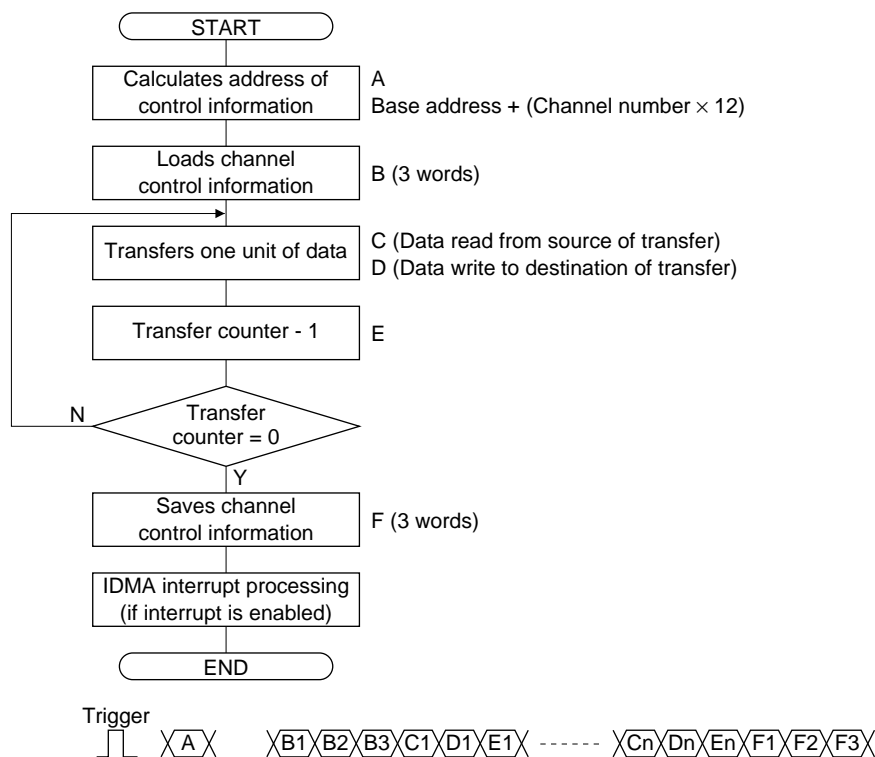 START
Calculates address of
control information
A
Base address + (Channel number × 12)
Loads channel
control information
B (3 words)
Transfers one unit of data
C (Data read from source of transfer)
D (Data write to destination of transfer)
Transfer counter - 1
E
N
Transfer
counter = 0
Y
Saves channel
control information
F (3 words)
IDMA interrupt processing
(if interrupt is enabled)
END
Trigger
A B1 B2 B3 C1 D1 E1 Cn Dn En F1 F2 F3